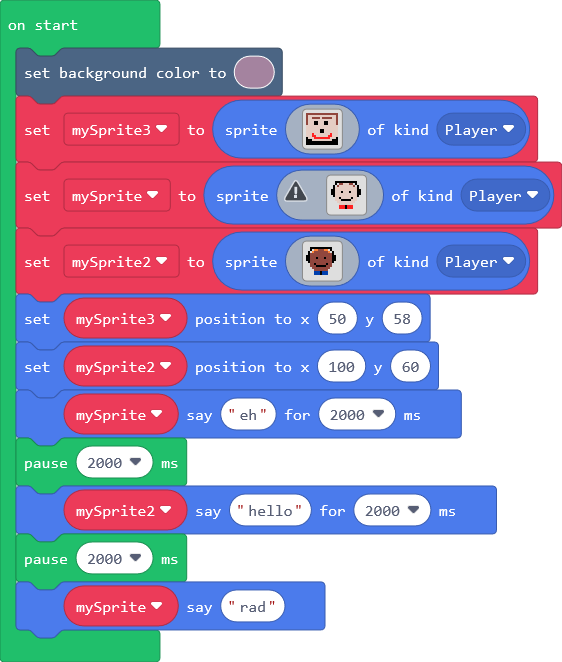 on start
set background color to
set mySprite3 to sprite of kind Player
set mySprite to sprite of kind Player
set mySprite2 to sprite of kind Player
set mySprite3 position to x 50 y 58
set mySprite2 position to x 100 y 60
mySprite say "eh" for 2000 ms
pause 2000 ms
mySprite2 say "hello" for 2000 ms
pause 2000 ms
mySprite say "rad"